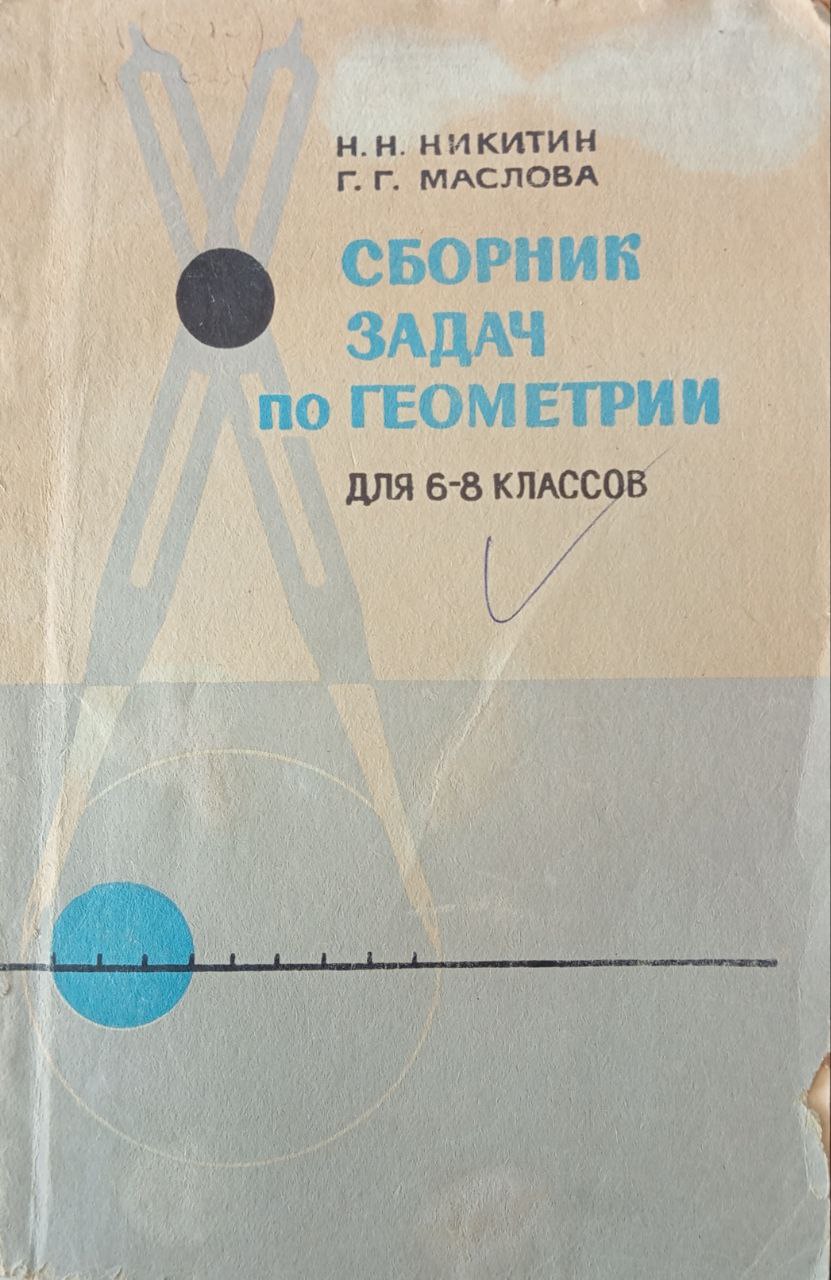 Н. Н. НИКИТИН
Г. Г. МАСЛОВА
СБОРНИК
ЗАДАЧ
по ГЕОМЕТРИИ
ДЛЯ 6-8 КЛАССОВ